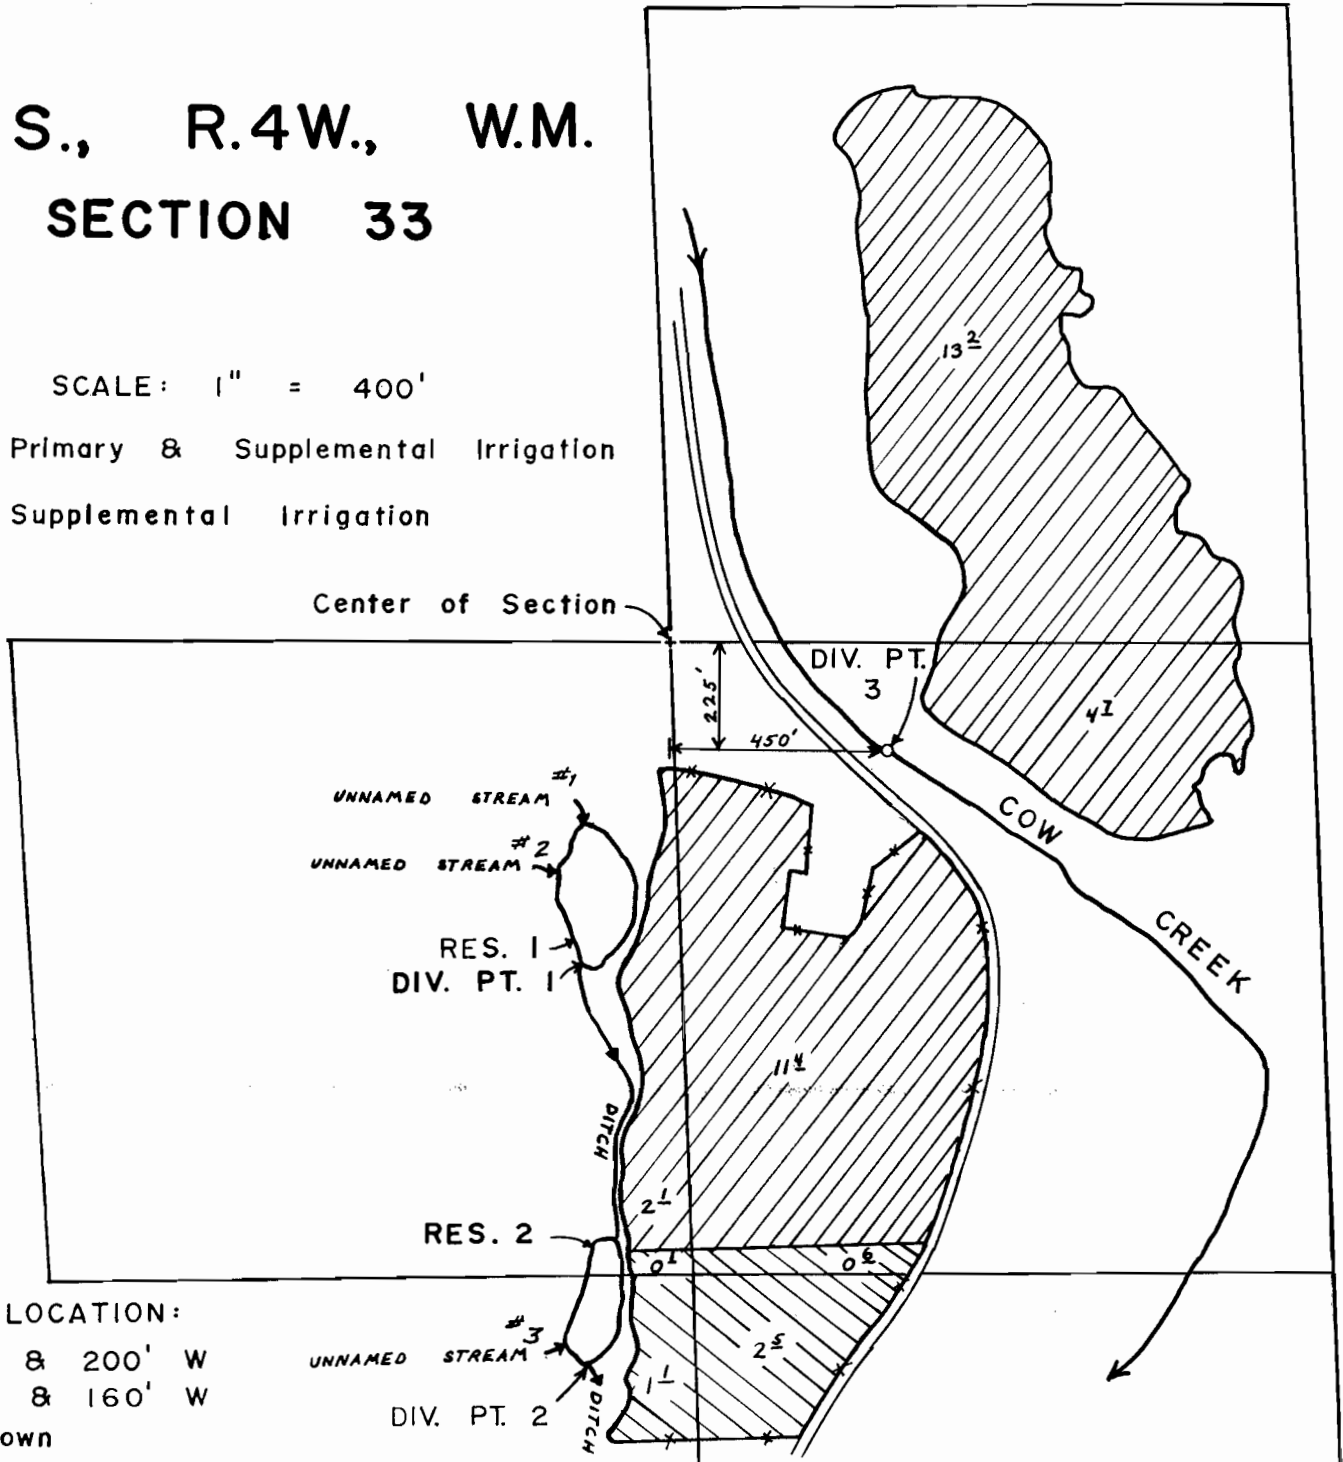 S., R.4W., W.M.
SECTION 33
SCALE: 1" = 400'
Primary & Supplemental Irrigation
Supplemental Irrigation
Center of Section
13 2
DIV. PT. 3
225'
450'
4 1
UNNAMED STREAM #1
UNNAMED STREAM #2
COW CREEK
RES. 1
DIV. PT. 1
11 4
DITCH
2 1
RES. 2
0 1
0 6
LOCATION:
& 200' W
& 160' W
own
UNNAMED STREAM #3
2 5
1 1
DIV. PT. 2
DITCH